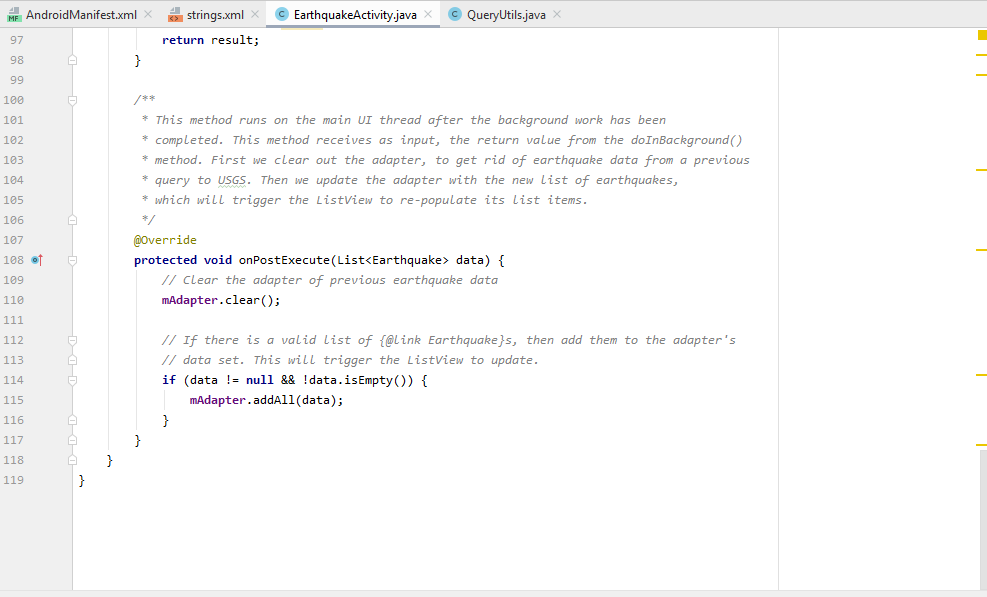 AndroidManifest.xml strings.xml EarthquakeActivity.java QueryUtils.java
97 return result;
98 }
99
100 /**
101 * This method runs on the main UI thread after the background work has been
102 * completed. This method receives as input, the return value from the doInBackground()
103 * method. First we clear out the adapter, to get rid of earthquake data from a previous
104 * query to USGS. Then we update the adapter with the new list of earthquakes,
105 * which will trigger the ListView to re-populate its list items.
106 */
107 @Override
108 protected void onPostExecute(List<Earthquake> data) {
109 // Clear the adapter of previous earthquake data
110 mAdapter.clear();
111
112 // If there is a valid list of {@link Earthquake}s, then add them to the adapter's
113 // data set. This will trigger the ListView to update.
114 if (data != null && !data.isEmpty()) {
115 mAdapter.addAll(data);
116 }
117 }
118 }
119 }